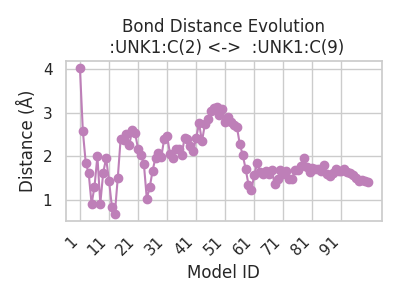 Bond Distance Evolution
:UNK1:C(2) <-> :UNK1:C(9)
Distance (Å)
4
3
2
1
1 11 21 31 41 51 61 71 81 91
Model ID